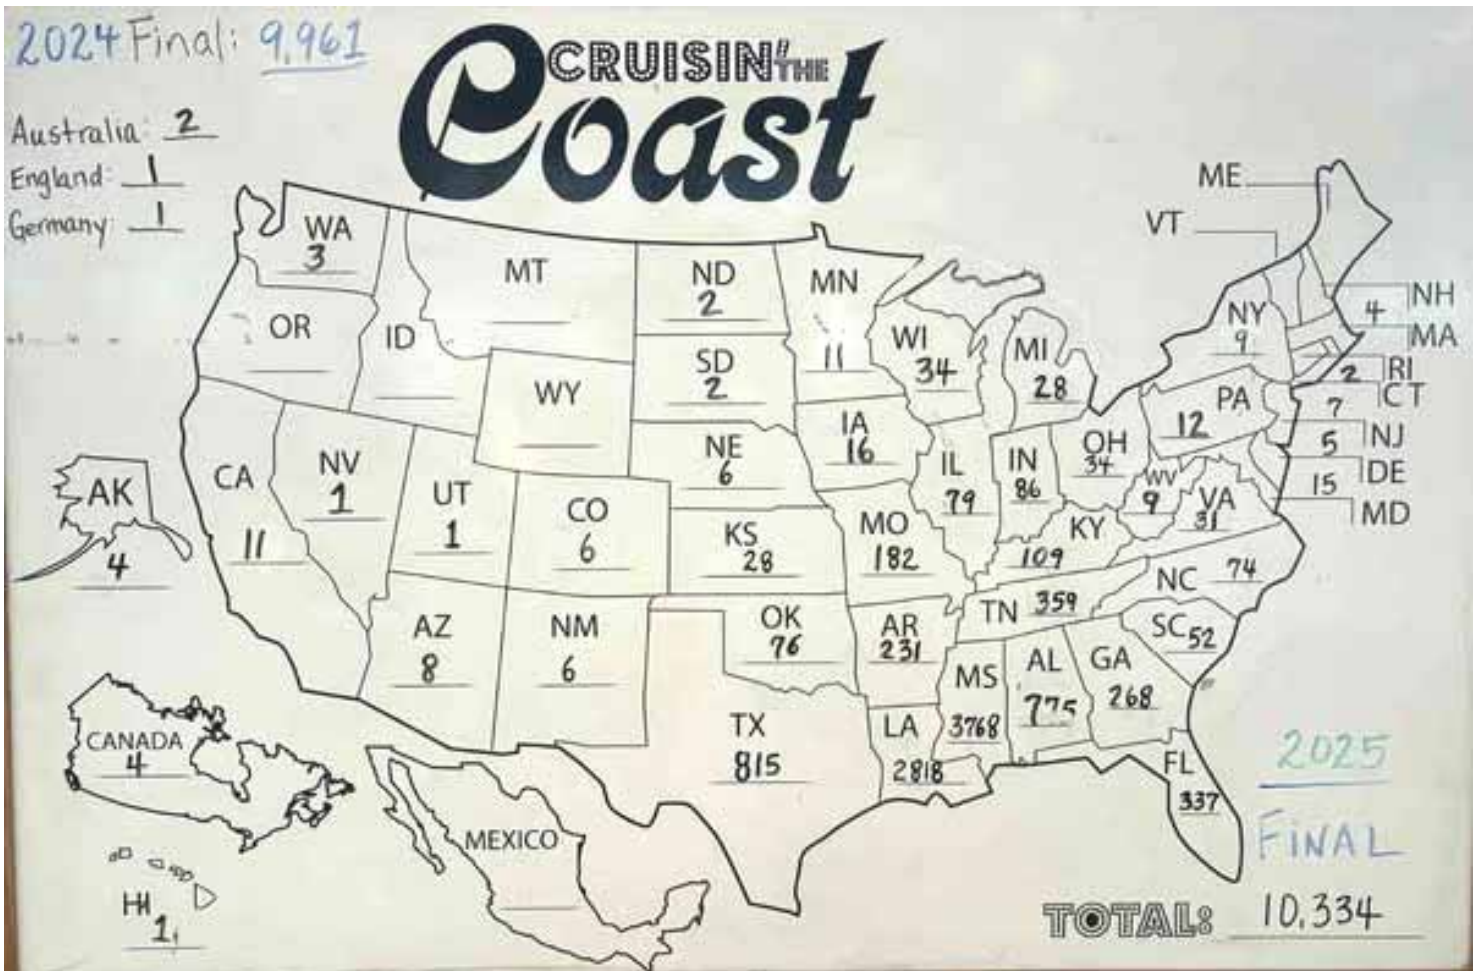 2024 Final: 9,961
CRUISIN' THE
Coast
Australia: 2
England: 1
Germany: 1
ME
VT
WA
3
MT
ND
2
MN
11
OR
ID
WY
SD
2
WI
34
MI
28
NY
9
4
NH
MA
2
RI
CT
7
NJ
5
DE
15
MD
PA
12
CA
11
NV
1
UT
1
CO
6
NE
6
IA
16
IL
79
IN
86
OH
34
WV
9
VA
31
AK
4
KS
28
MO
182
KY
109
NC 74
TN 359
AZ
8
NM
6
OK
76
AR
231
SC 52
MS
3768
AL
775
GA
268
TX
815
LA
2818
FL
337
CANADA
4
MEXICO
HI
1
2025
FINAL
TOTAL: 10,334